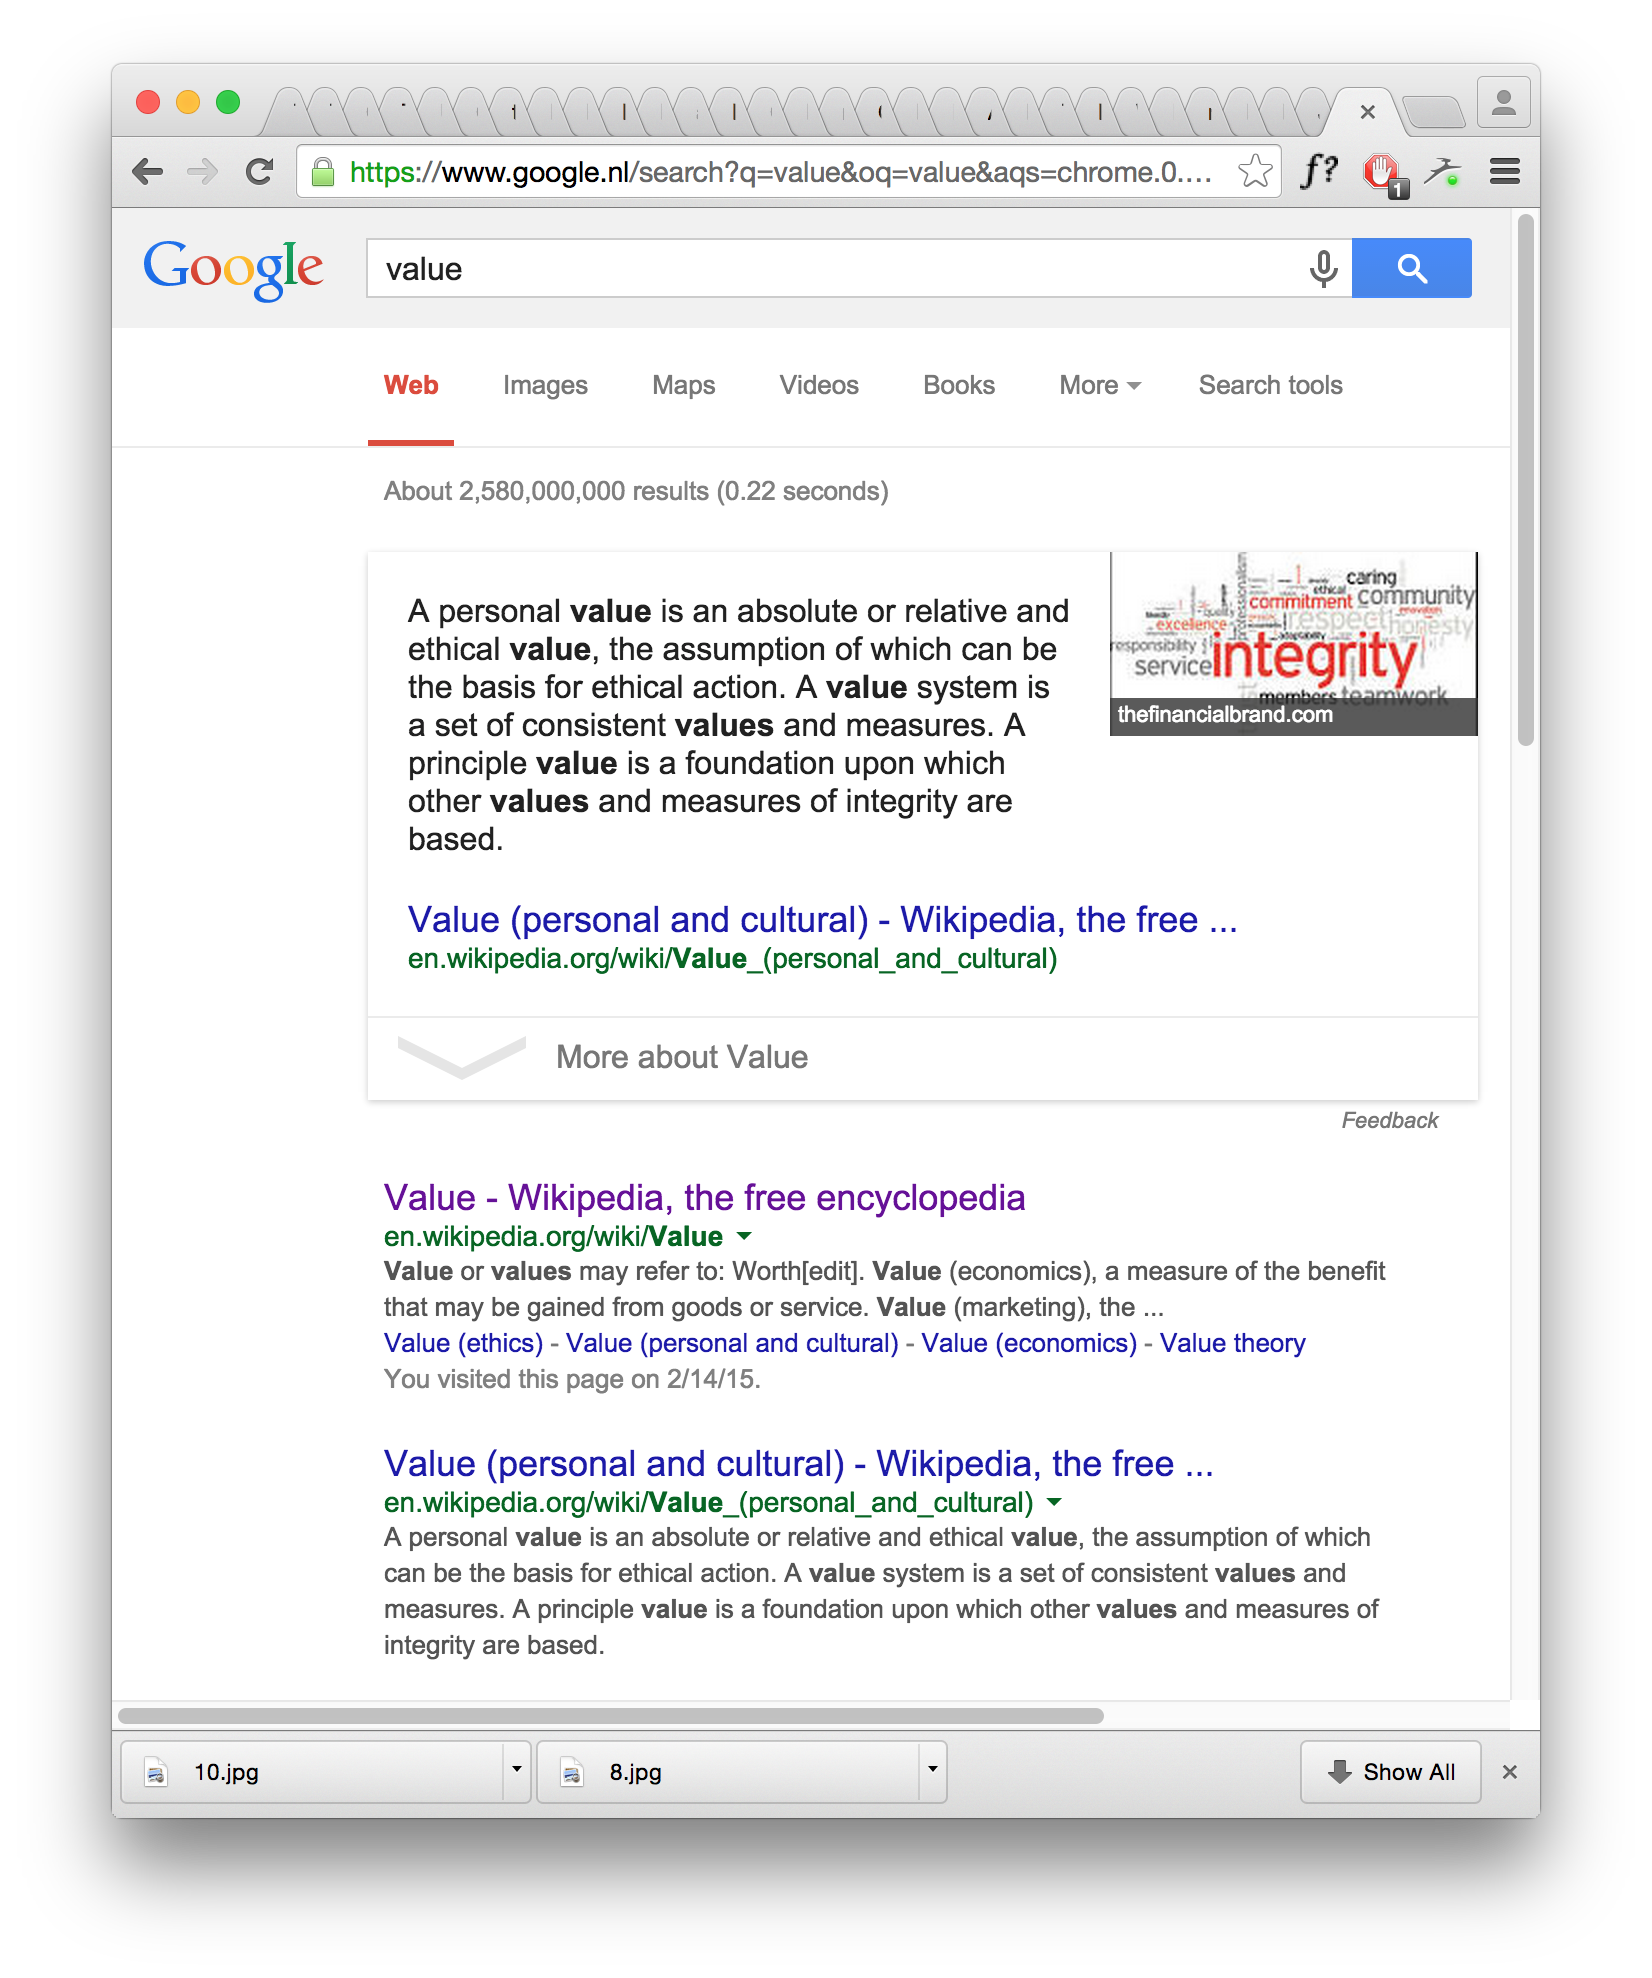 https://www.google.nl/search?q=value&oq=value&aqs=chrome.0....
f?
1
Google
value
Web Images Maps Videos Books More Search tools
About 2,580,000,000 results (0.22 seconds)
A personal value is an absolute or relative and
ethical value, the assumption of which can be
the basis for ethical action. A value system is
a set of consistent values and measures. A
principle value is a foundation upon which
other values and measures of integrity are
based.
caring
ethical
commitment community
excellence respect honesty
responsibility integrity
service
members teamwork
professionalism
thefinancialbrand.com
Value (personal and cultural) - Wikipedia, the free ...
en.wikipedia.org/wiki/Value_(personal_and_cultural)
More about Value
Feedback
Value - Wikipedia, the free encyclopedia
en.wikipedia.org/wiki/Value
Value or values may refer to: Worth[edit]. Value (economics), a measure of the benefit
that may be gained from goods or service. Value (marketing), the ...
Value (ethics) - Value (personal and cultural) - Value (economics) - Value theory
You visited this page on 2/14/15.
Value (personal and cultural) - Wikipedia, the free ...
en.wikipedia.org/wiki/Value_(personal_and_cultural)
A personal value is an absolute or relative and ethical value, the assumption of which
can be the basis for ethical action. A value system is a set of consistent values and
measures. A principle value is a foundation upon which other values and measures of
integrity are based.
10.jpg 8.jpg Show All